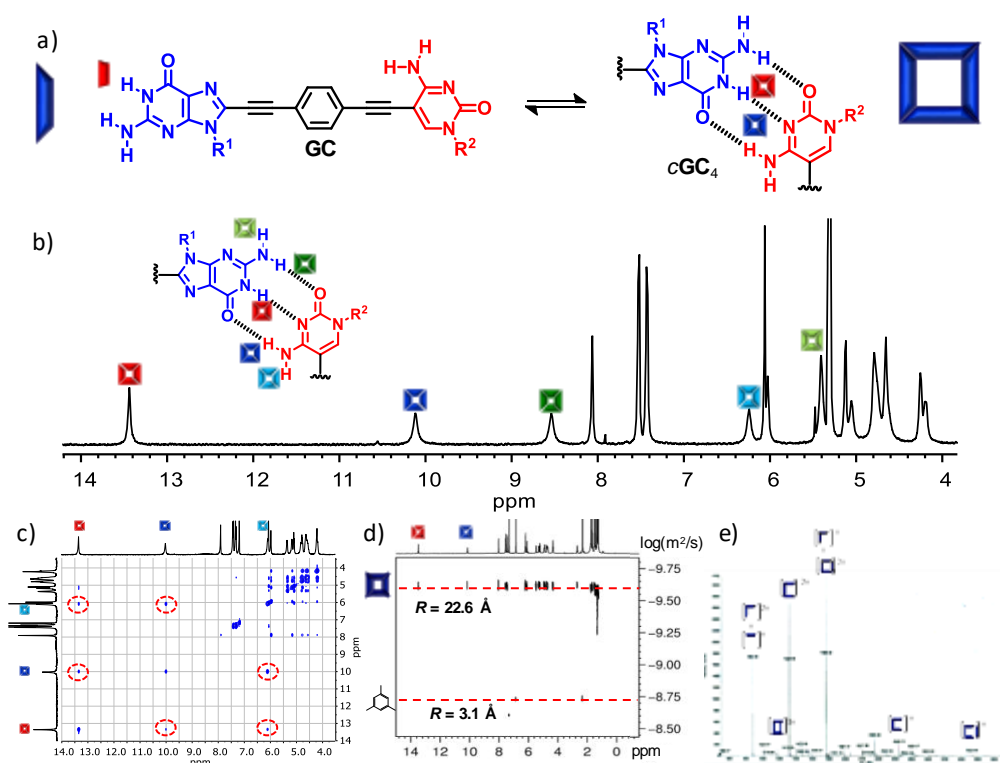 a)
R¹
O
HN
H
N
N
N
N
H
R¹
GC
H
N
H
N
N
O
R²
R¹
N
N
N
N
H
N
H
N
H
O
O
N
N
R²
H
N
H
cGC₄
b)
R¹
N
N
N
N
H
N
H
N
H
O
O
N
N
R²
H
N
H
14 13 12 11 10 9 8 7 6 5 4
ppm
c)
4
5
6
7
8
9
10
11
12
13
14
ppm
14.0 13.0 12.0 11.0 10.0 9.0 8.0 7.0 6.0 5.0 4.0
ppm
d)
log(m²/s)
-9.75
R = 22.6 Å
-9.50
-9.25
-9.00
-8.75
R = 3.1 Å
-8.50
14 12 10 8 6 4 2 0 ppm
e)